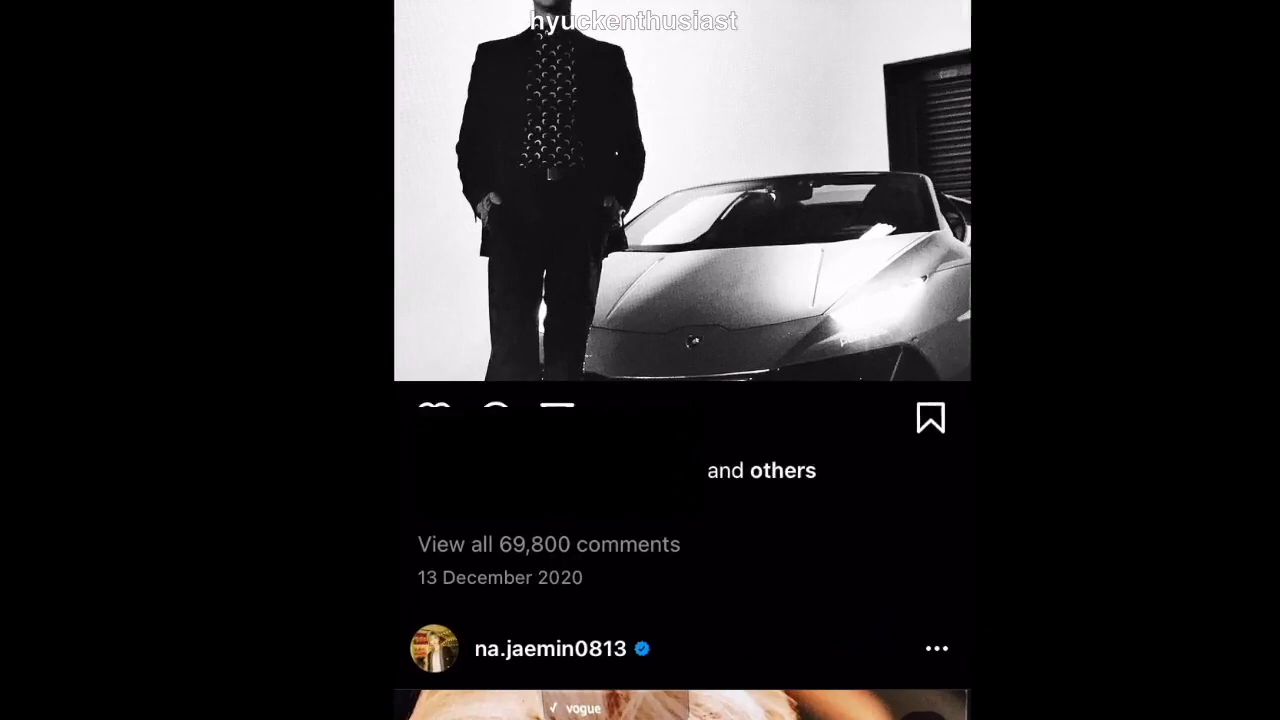 hyuckenthusiast
and others
View all 69,800 comments
13 December 2020
na.jaemin0813
✓ vogue